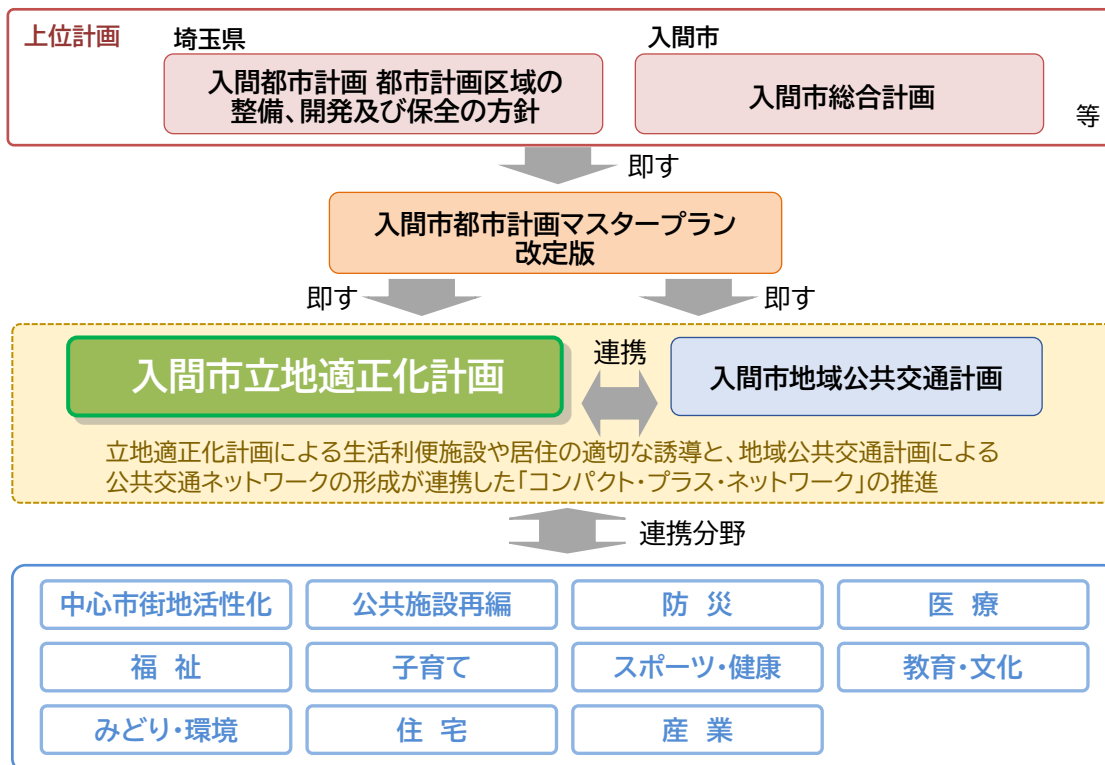 上位計画
埼玉県
入間都市計画 都市計画区域の
整備、開発及び保全の方針
入間市
入間市総合計画
等
即す
入間市都市計画マスタープラン
改定版
即す
即す
入間市立地適正化計画
連携
入間市地域公共交通計画
立地適正化計画による生活利便施設や居住の適切な誘導と、地域公共交通計画による
公共交通ネットワークの形成が連携した「コンパクト・プラス・ネットワーク」の推進
連携分野
中心市街地活性化
公共施設再編
防 災
医 療
福 祉
子育て
スポーツ・健康
教育・文化
みどり・環境
住 宅
産 業